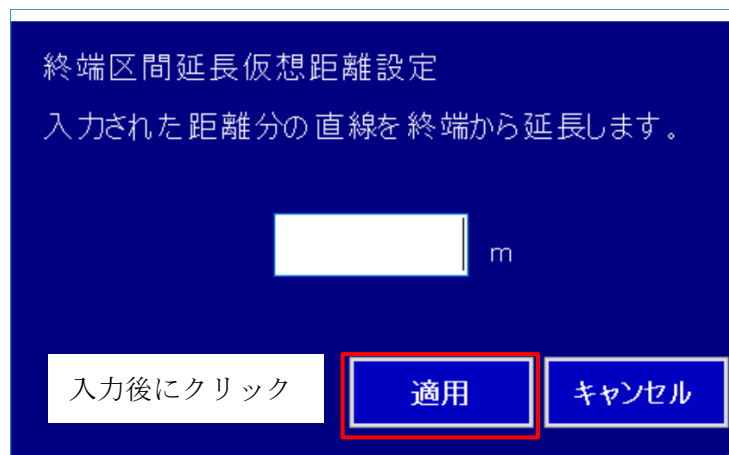 終端区間延長仮想距離設定
入力された距離分の直線を終端から延長します。
m
入力後にクリック
適用
キャンセル